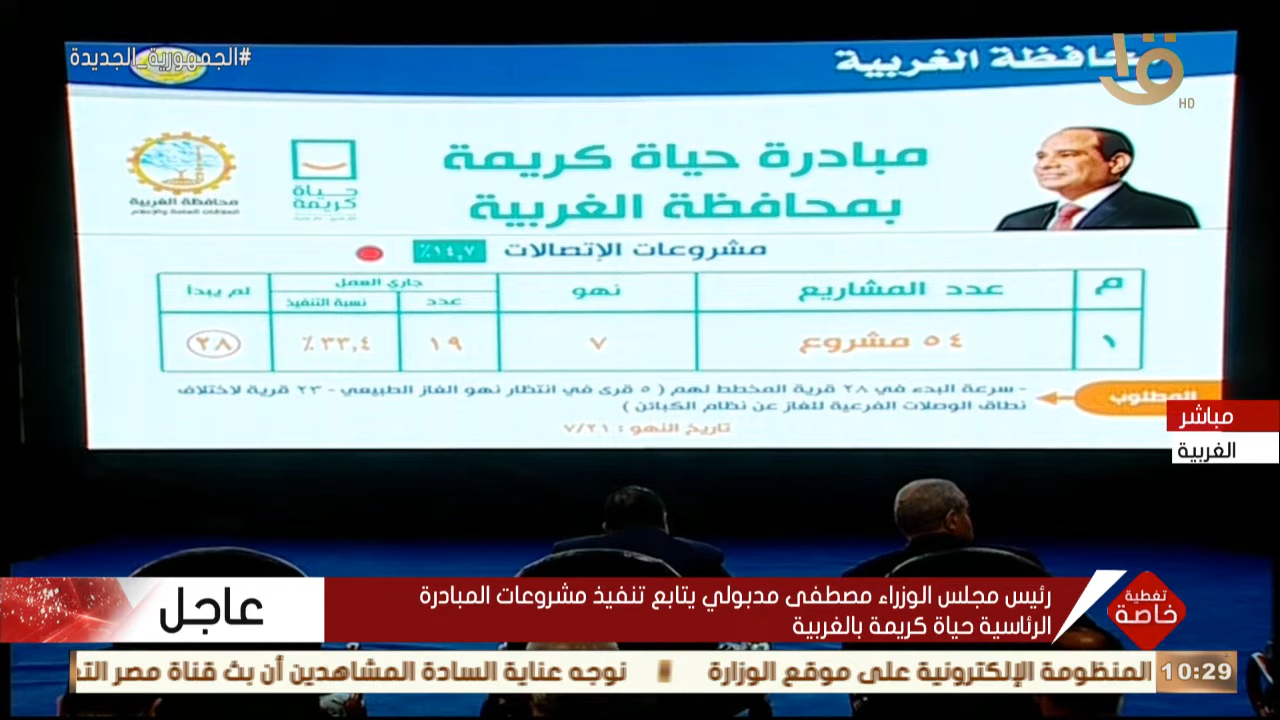 #الجمهورية_الجديدة
محافظة الغربية
HD
مبادرة حياة كريمة
بمحافظة الغربية
حياة
كريمة
محافظة الغربية
مشروعات الإتصالات
٪١٤,٧
م
عدد المشاريع
نهو
جاري العمل
عدد
نسبة التنفيذ
لم يبدأ
١
٥٤ مشروع
٧
١٩
٪٣٣,٤
٢٨
المطلوب
- سرعة البدء في ٢٨ قرية المخطط لهم ( ٥ قرى في انتظار نهو الغاز الطبيعي - ٢٣ قرية لاختلاف
نطاق الوصلات الفرعية للغاز عن نظام الكبائن )
تاريخ النهو : ٧/٢١
مباشر
الغربية
تغطية
خاصة
رئيس مجلس الوزراء مصطفى مدبولي يتابع تنفيذ مشروعات المبادرة
الرئاسية حياة كريمة بالغربية
عاجل
10:29
المنظومة الإلكترونية على موقع الوزارة
نوجه عناية السادة المشاهدين أن بث قناة مصر